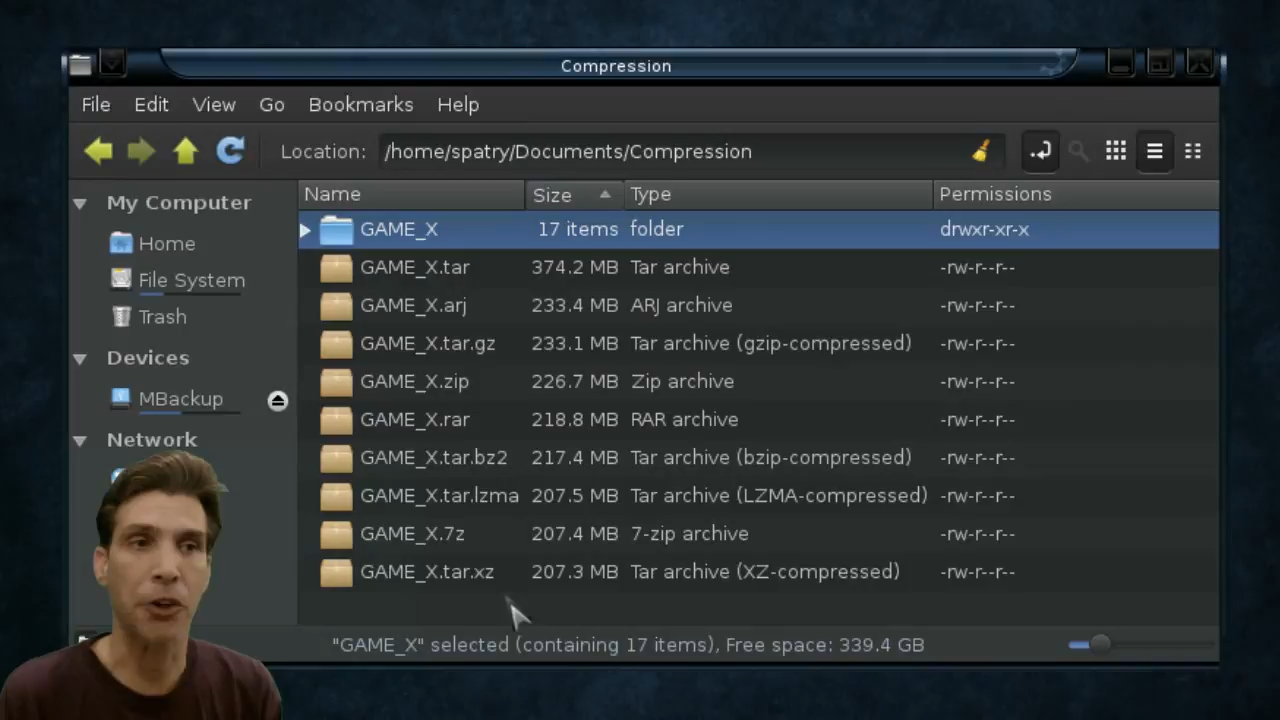 Compression
File Edit View Go Bookmarks Help
Location: /home/spatry/Documents/Compression
My Computer
Home
File System
Trash
Devices
MBackup
Network
Name Size Type Permissions
GAME_X 17 items folder drwxr-xr-x
GAME_X.tar 374.2 MB Tar archive -rw-r--r--
GAME_X.arj 233.4 MB ARJ archive -rw-r--r--
GAME_X.tar.gz 233.1 MB Tar archive (gzip-compressed) -rw-r--r--
GAME_X.zip 226.7 MB Zip archive -rw-r--r--
GAME_X.rar 218.8 MB RAR archive -rw-r--r--
GAME_X.tar.bz2 217.4 MB Tar archive (bzip-compressed) -rw-r--r--
GAME_X.tar.lzma 207.5 MB Tar archive (LZMA-compressed) -rw-r--r--
GAME_X.7z 207.4 MB 7-zip archive -rw-r--r--
GAME_X.tar.xz 207.3 MB Tar archive (XZ-compressed) -rw-r--r--
"GAME_X" selected (containing 17 items), Free space: 339.4 GB